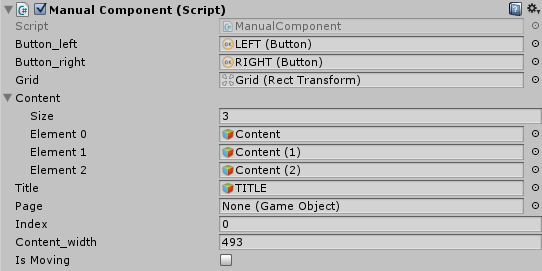 Manual Component (Script)
Script ManualComponent
Button_left LEFT (Button)
Button_right RIGHT (Button)
Grid Grid (Rect Transform)
Content
Size 3
Element 0 Content
Element 1 Content (1)
Element 2 Content (2)
Title TITLE
Page None (Game Object)
Index 0
Content_width 493
Is Moving